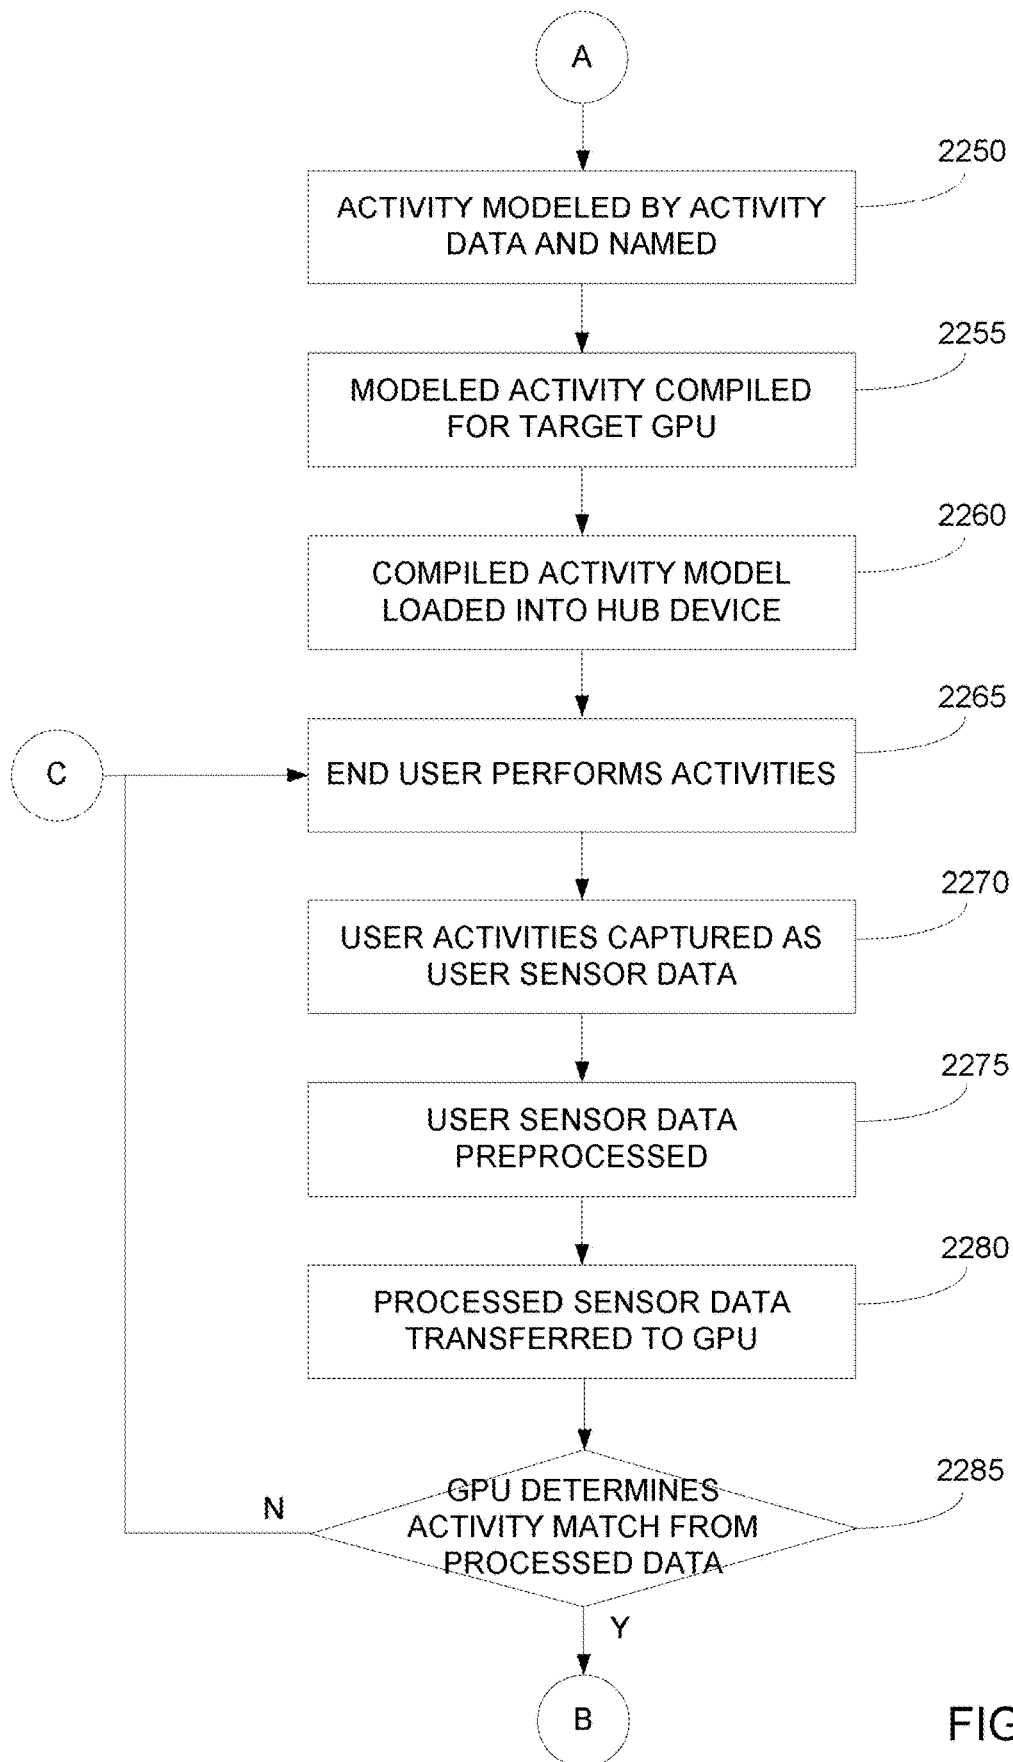 A
2250
ACTIVITY MODELED BY ACTIVITY
DATA AND NAMED
2255
MODELED ACTIVITY COMPILED
FOR TARGET GPU
2260
COMPILED ACTIVITY MODEL
LOADED INTO HUB DEVICE
2265
C
END USER PERFORMS ACTIVITIES
2270
USER ACTIVITIES CAPTURED AS
USER SENSOR DATA
2275
USER SENSOR DATA
PREPROCESSED
2280
PROCESSED SENSOR DATA
TRANSFERRED TO GPU
2285
GPU DETERMINES
ACTIVITY MATCH FROM
PROCESSED DATA
N
Y
B
FIG